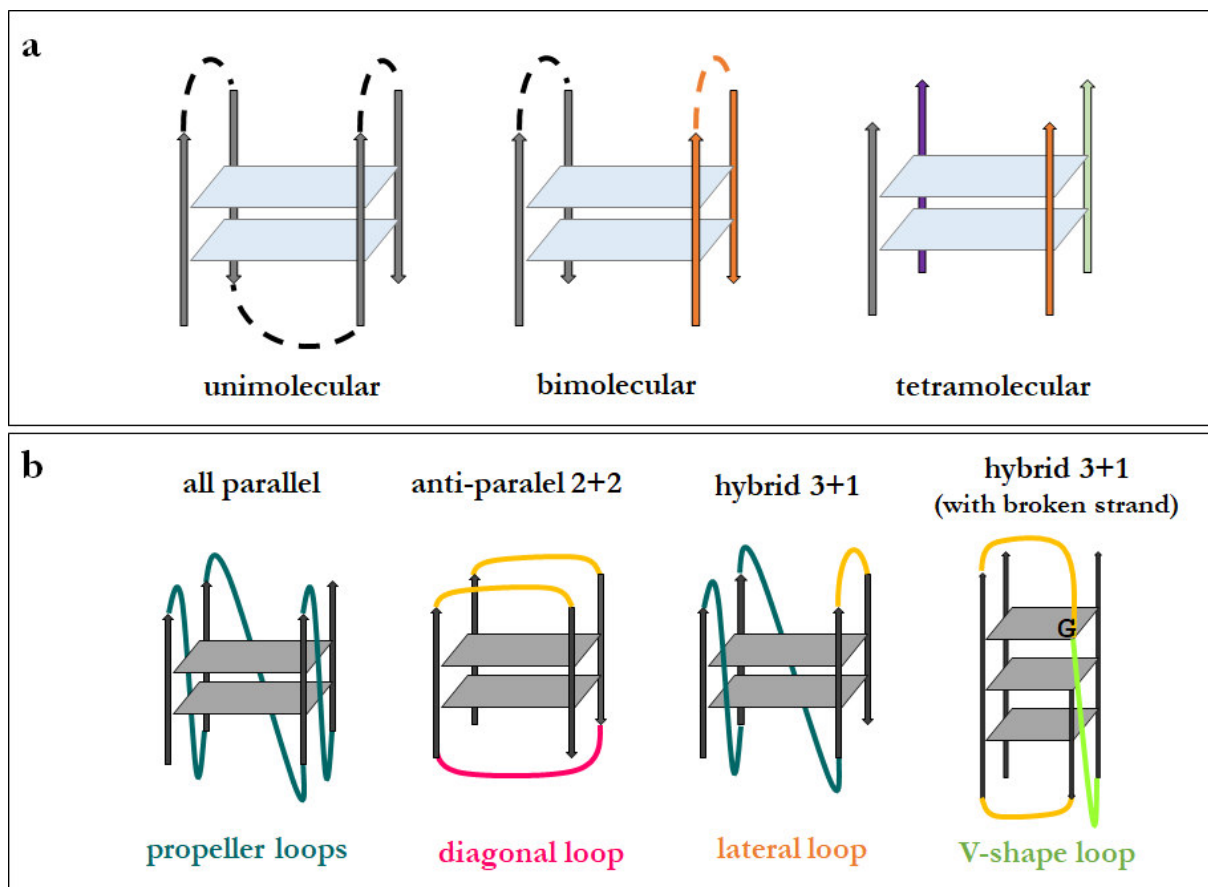 a
unimolecular
bimolecular
tetramolecular
b
all parallel
anti-paralel 2+2
hybrid 3+1
hybrid 3+1
(with broken strand)
G
propeller loops
diagonal loop
lateral loop
V-shape loop